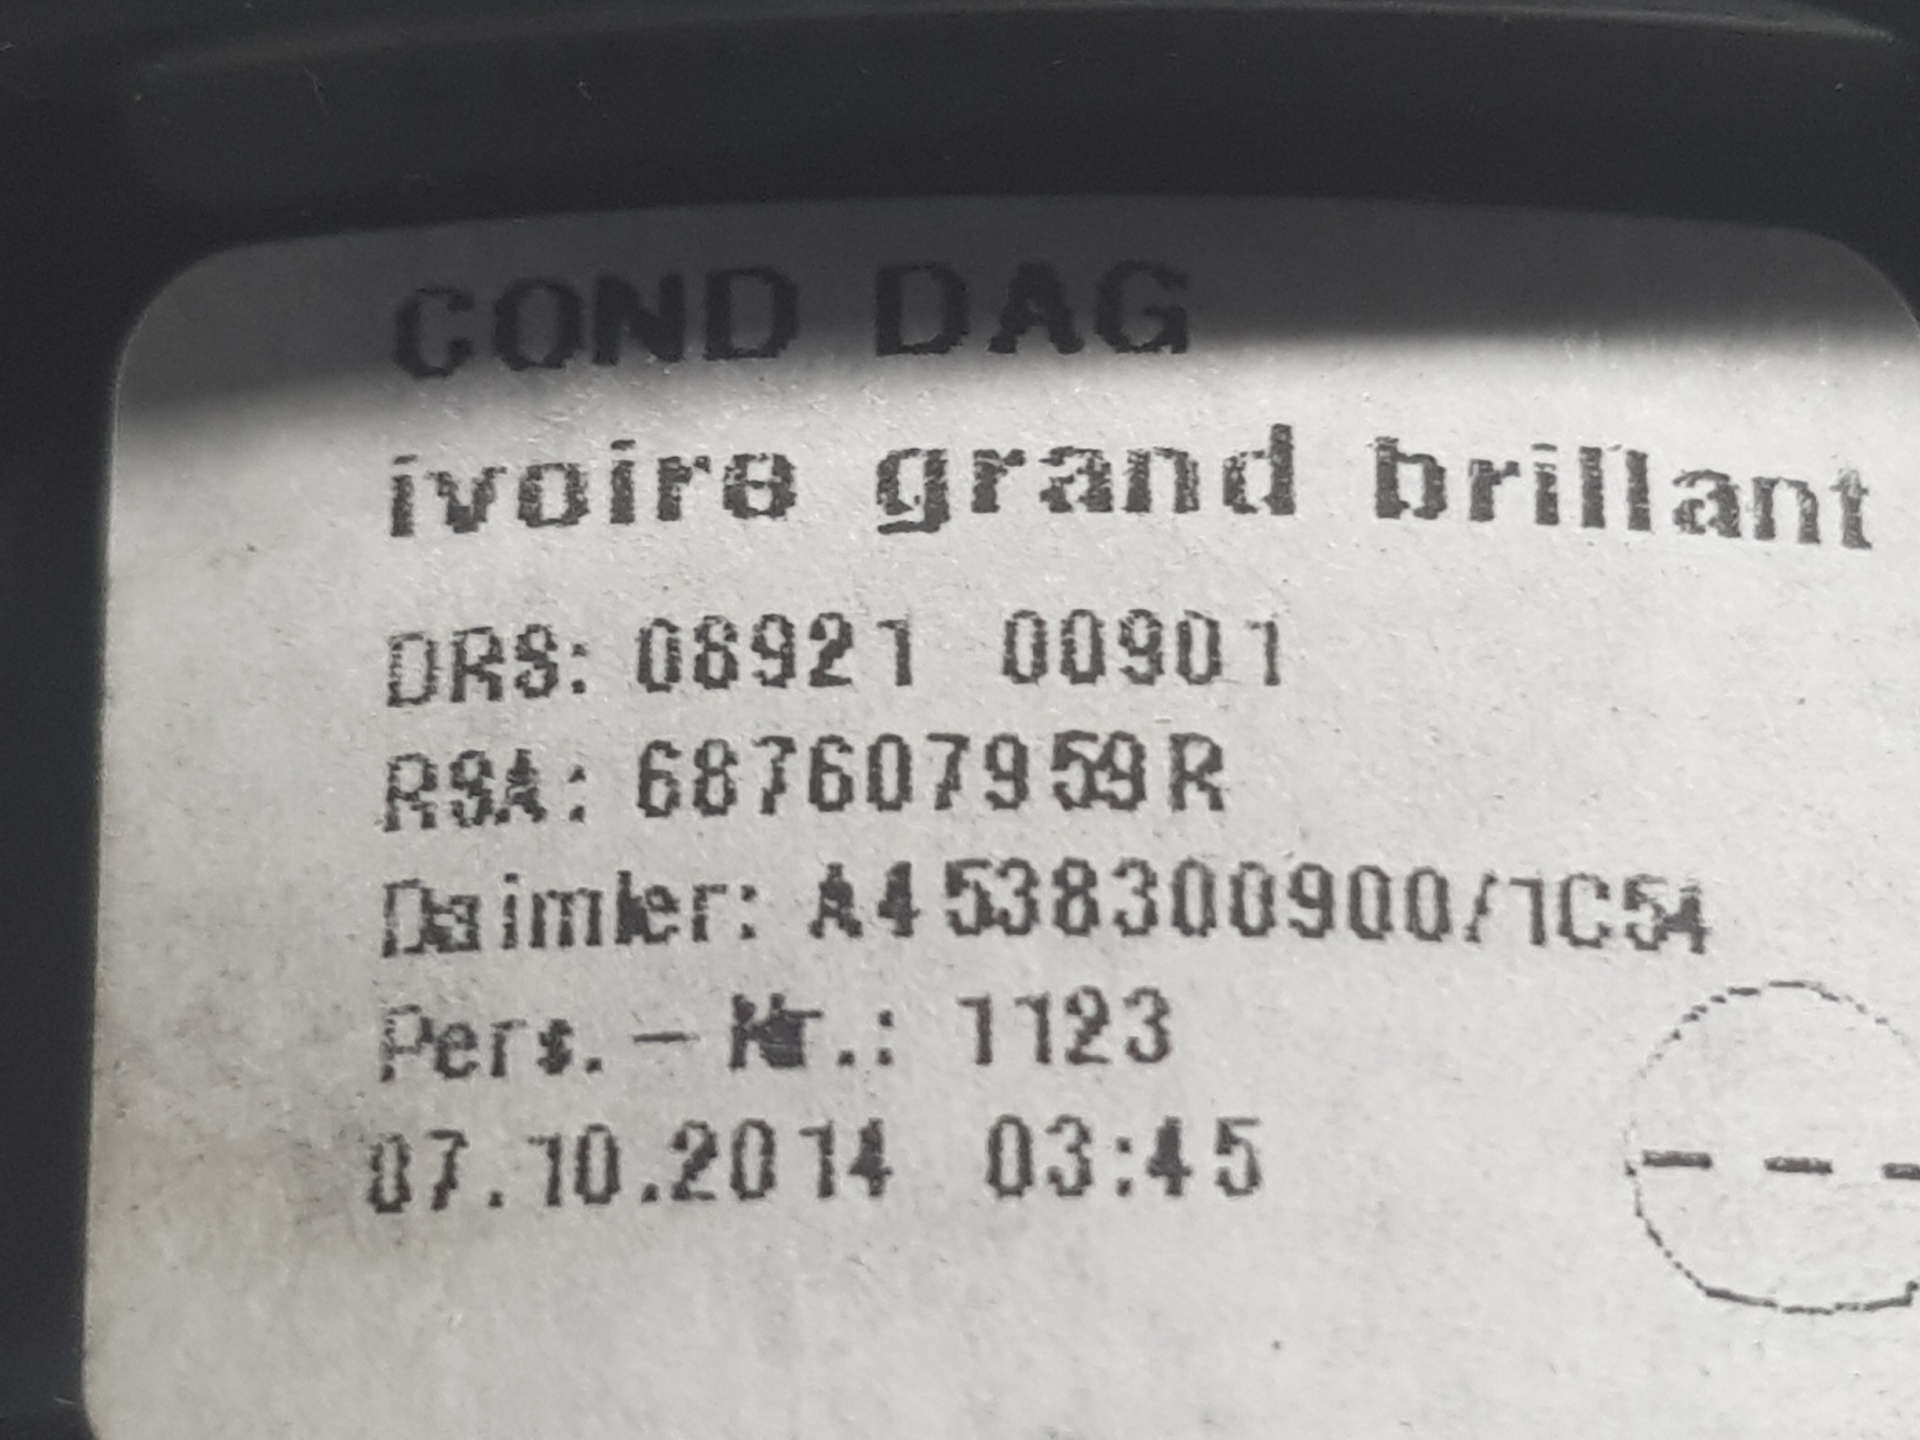 COND DAG
ivoire grand brillant
DRS: 08921 00901
RSA: 687607959R
Daimler: A4538300900/1C54
Pers.-Nr.: 1123
07.10.2014 03:45